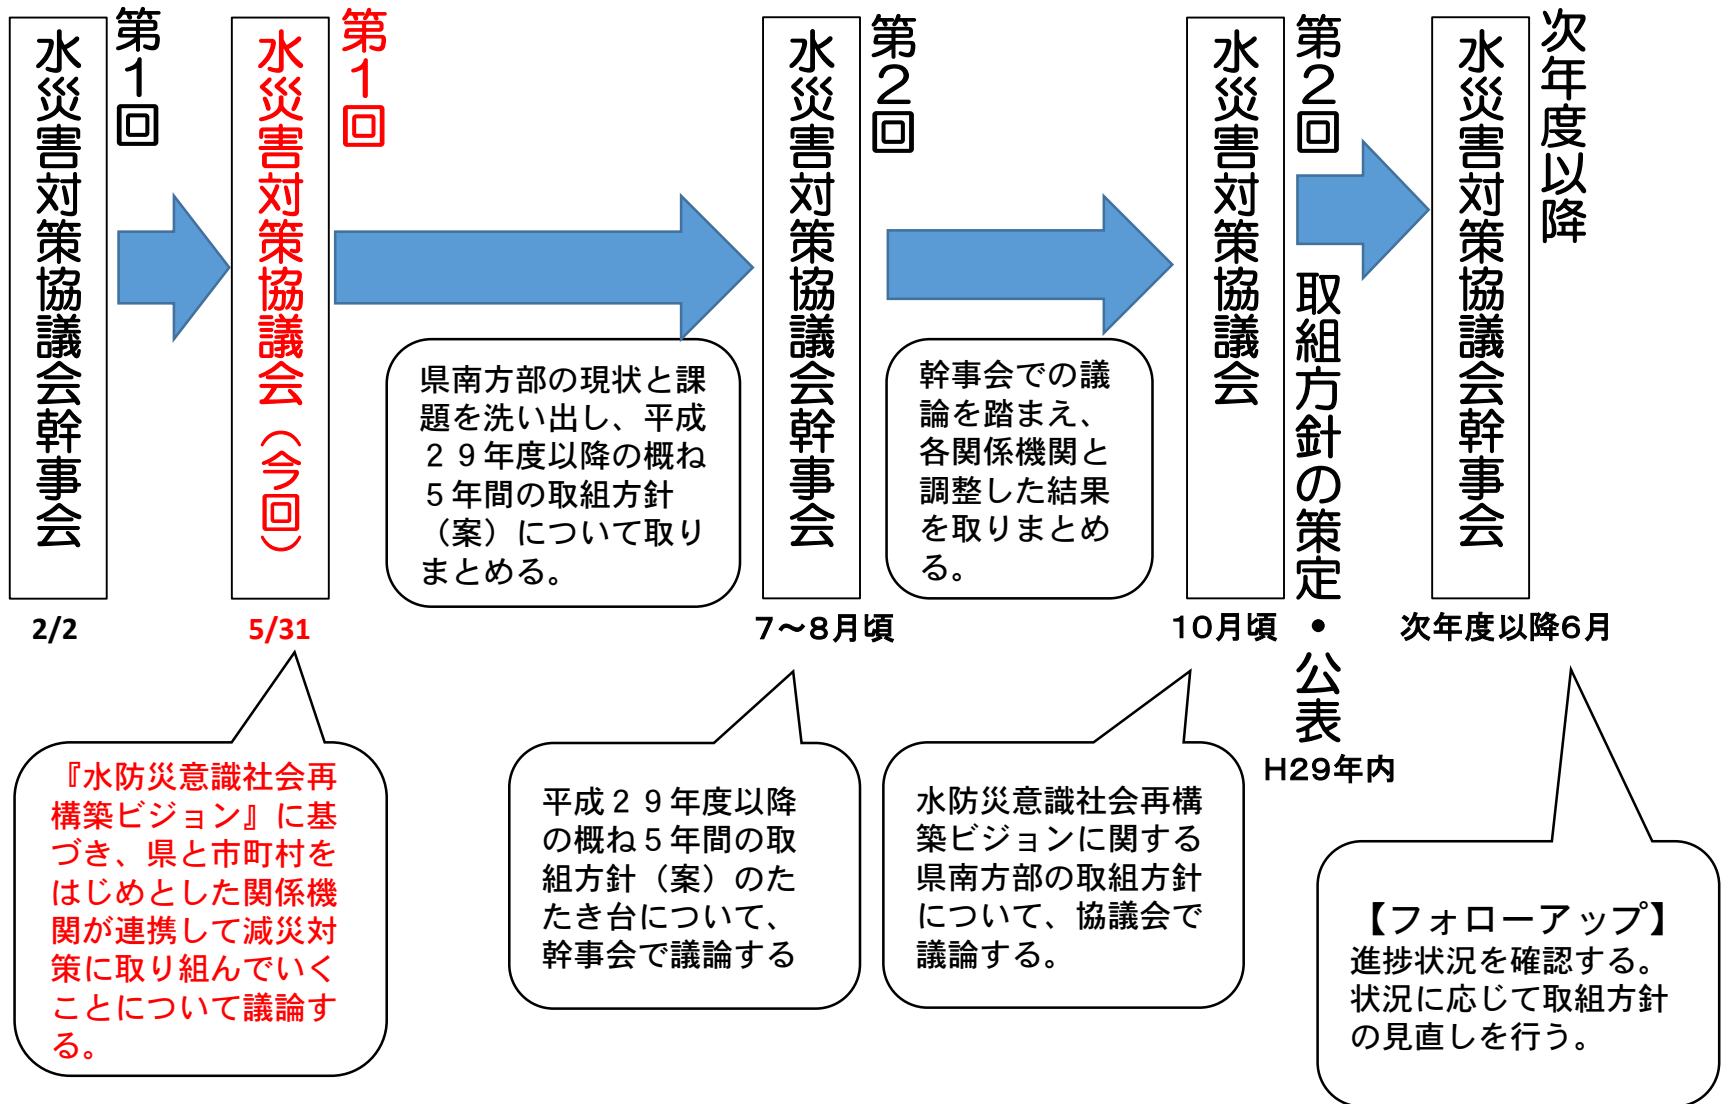 第1回
水災害対策協議会幹事会
2/2
第1回
水災害対策協議会（今回）
5/31
『水防災意識社会再
構築ビジョン』に基
づき、県と市町村を
はじめとした関係機
関が連携して減災対
策に取り組んでいく
ことについて議論す
る。
県南方部の現状と課
題を洗い出し、平成
２９年度以降の概ね
５年間の取組方針
（案）について取り
まとめる。
第2回
水災害対策協議会幹事会
7～8月頃
平成２９年度以降
の概ね５年間の取
組方針（案）のた
たき台について、
幹事会で議論する
幹事会での議
論を踏まえ、
各関係機関と
調整した結果
を取りまとめ
る。
第2回
水災害対策協議会
10月頃
水防災意識社会再構
築ビジョンに関する
県南方部の取組方針
について、協議会で
議論する。
取組方針の策定・公表
H29年内
次年度以降
水災害対策協議会幹事会
次年度以降6月
【フォローアップ】
進捗状況を確認する。
状況に応じて取組方針
の見直しを行う。